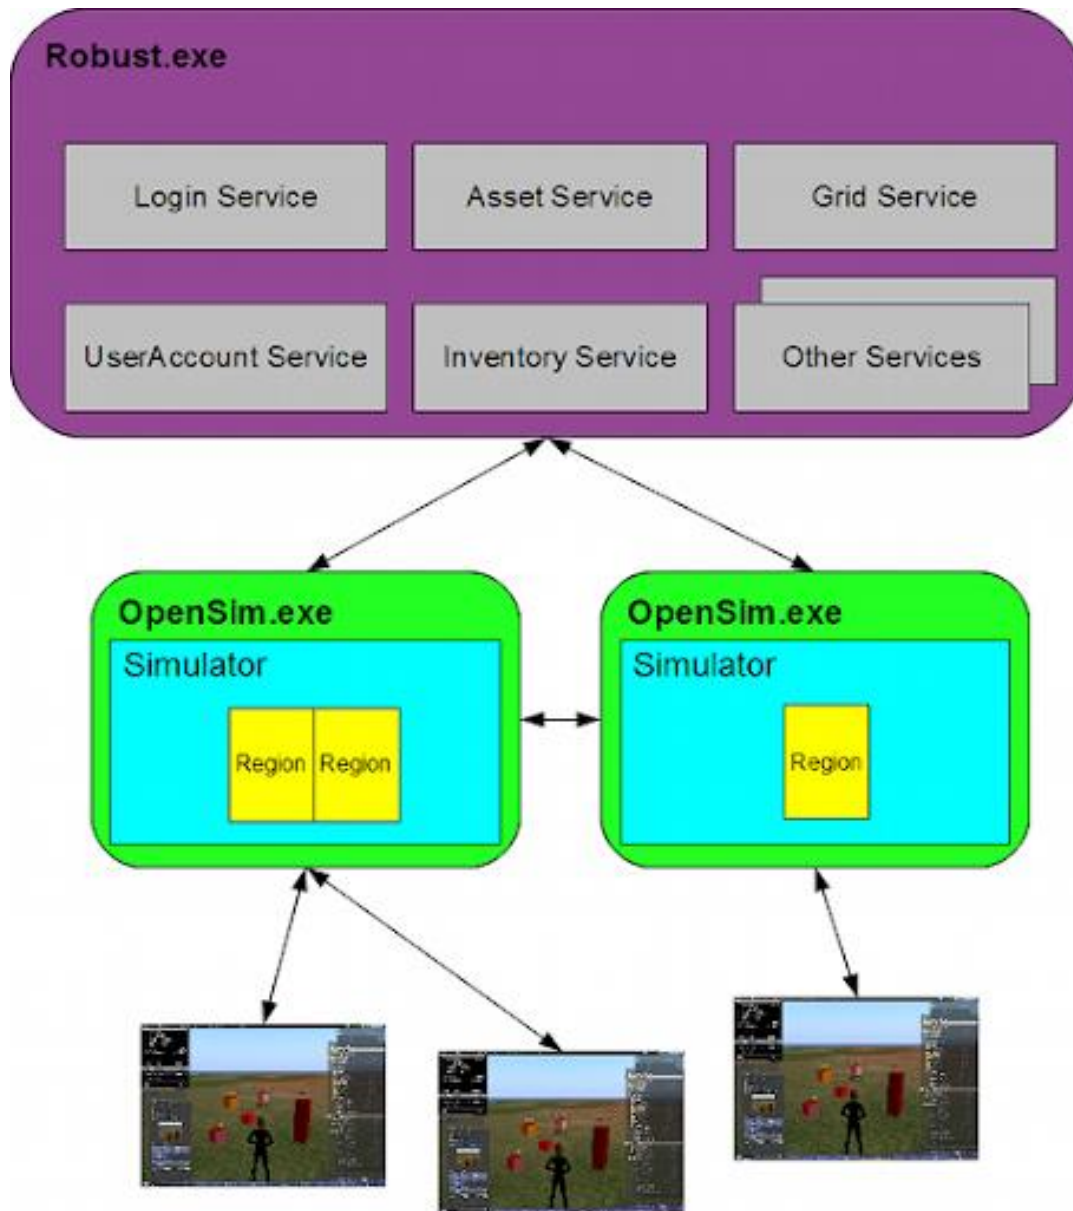 Robust.exe
Login Service
Asset Service
Grid Service
UserAccount Service
Inventory Service
Other Services
OpenSim.exe
Simulator
Region
Region
OpenSim.exe
Simulator
Region